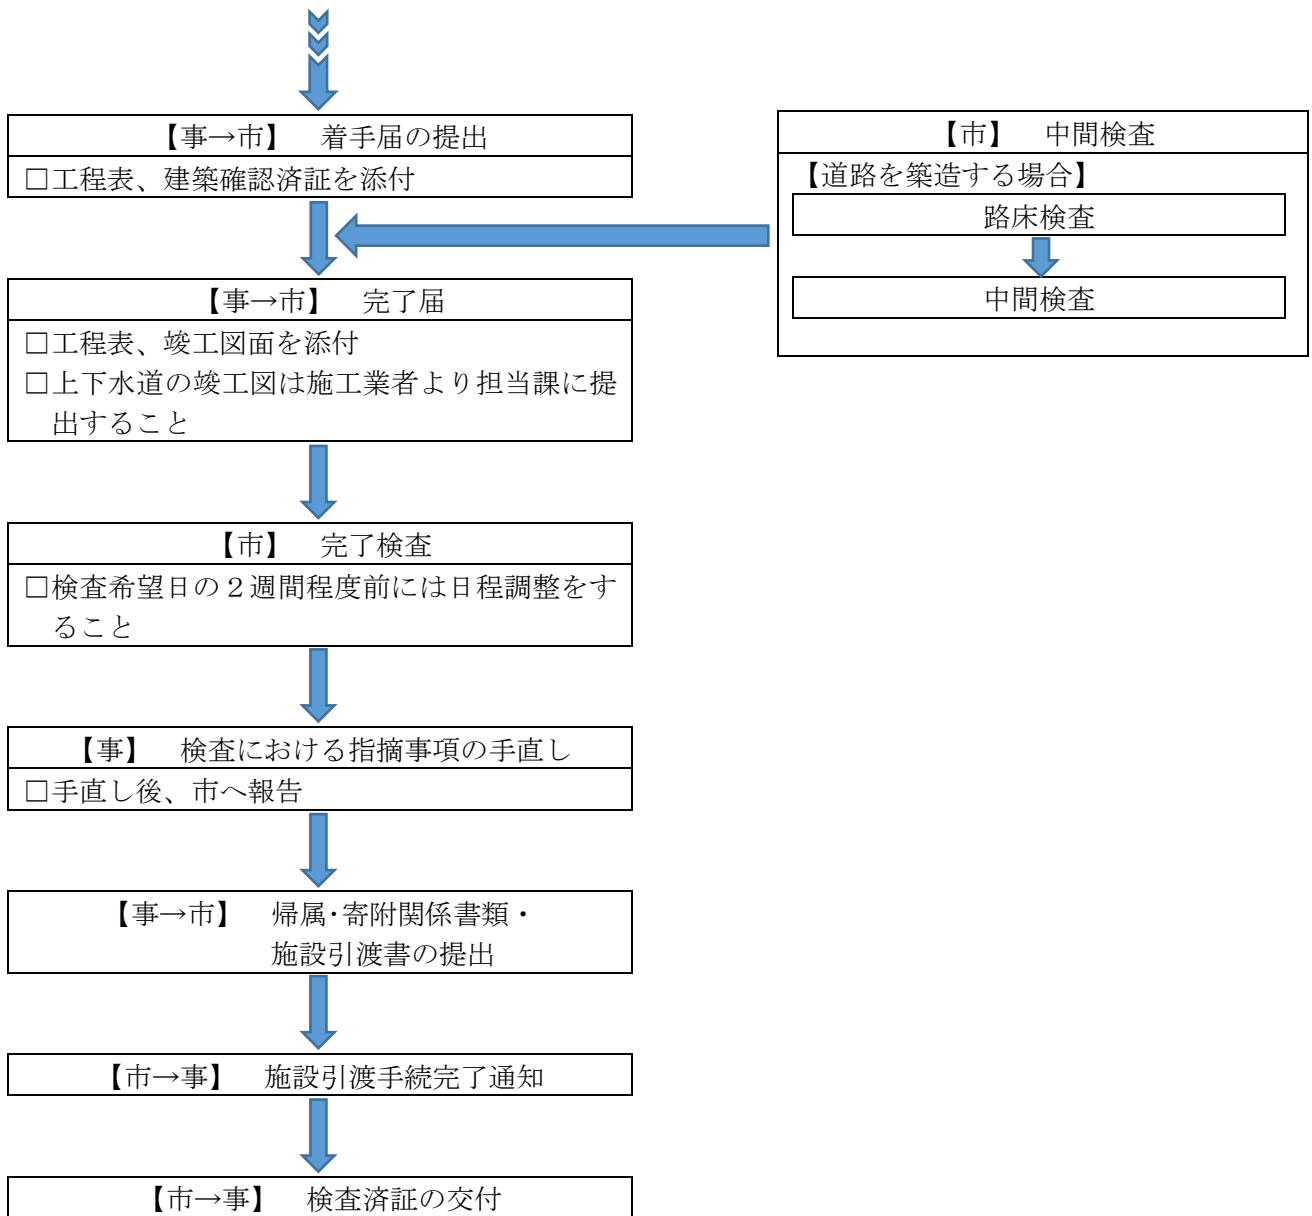 【事→市】　着手届の提出
□工程表、建築確認済証を添付
【市】　中間検査
【道路を築造する場合】
路床検査
中間検査
【事→市】　完了届
□工程表、竣工図面を添付
□上下水道の竣工図は施工業者より担当課に提
出すること
【市】　完了検査
□検査希望日の２週間程度前には日程調整をす
ること
【事】　検査における指摘事項の手直し
□手直し後、市へ報告
【事→市】　帰属・寄附関係書類・
施設引渡書の提出
【市→事】　施設引渡手続完了通知
【市→事】　検査済証の交付